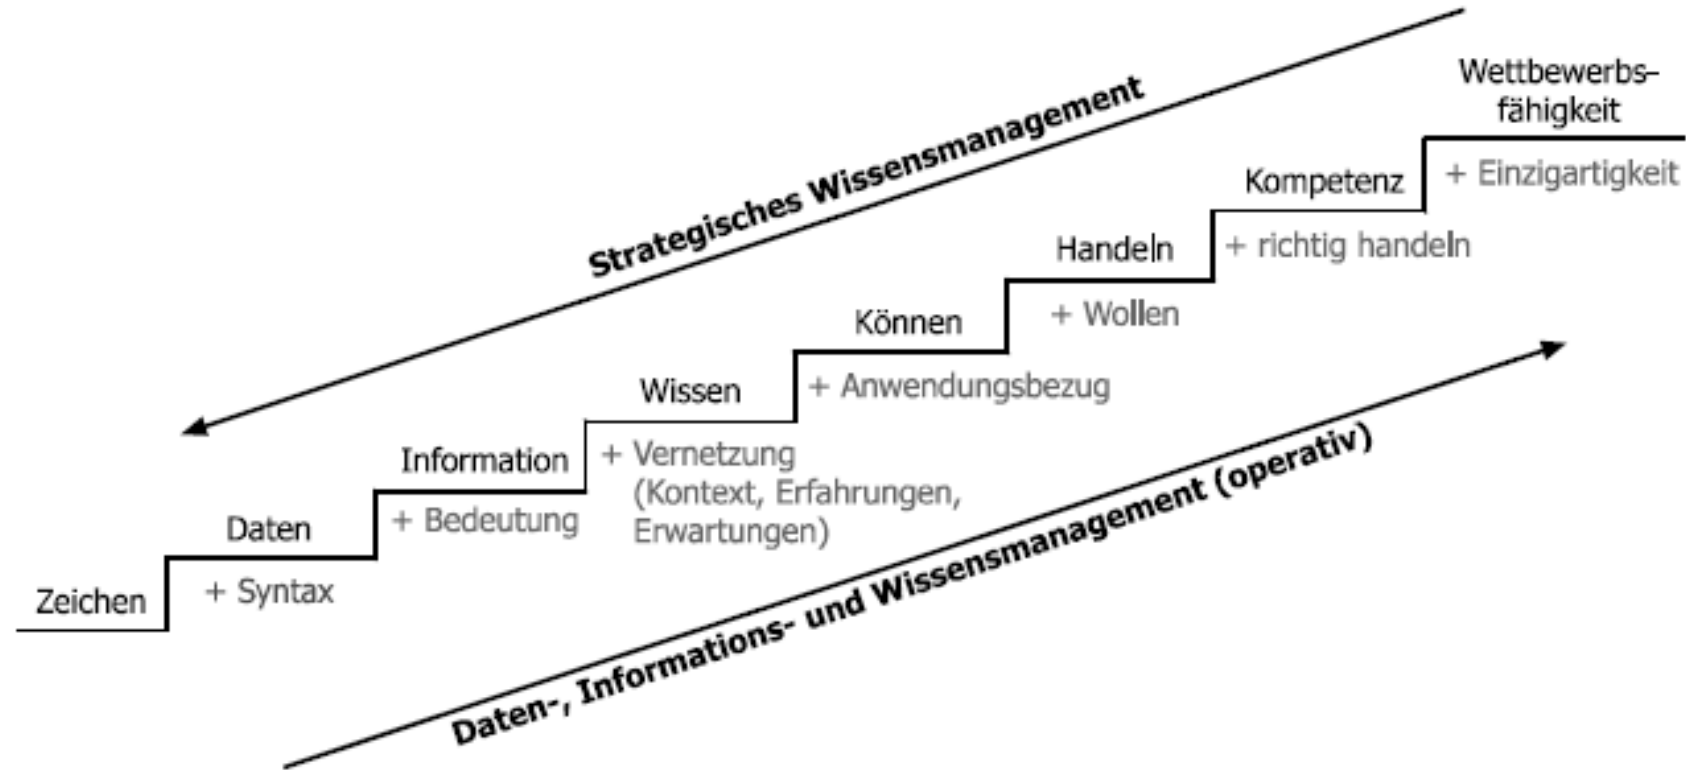 Wettbewerbs-
fähigkeit
+ Einzigartigkeit
Strategisches Wissensmanagement
Kompetenz
+ richtig handeln
Handeln
+ Wollen
Können
+ Anwendungsbezug
Wissen
+ Vernetzung
(Kontext, Erfahrungen,
Erwartungen)
Information
+ Bedeutung
Daten
+ Syntax
Zeichen
Daten-, Informations- und Wissensmanagement (operativ)